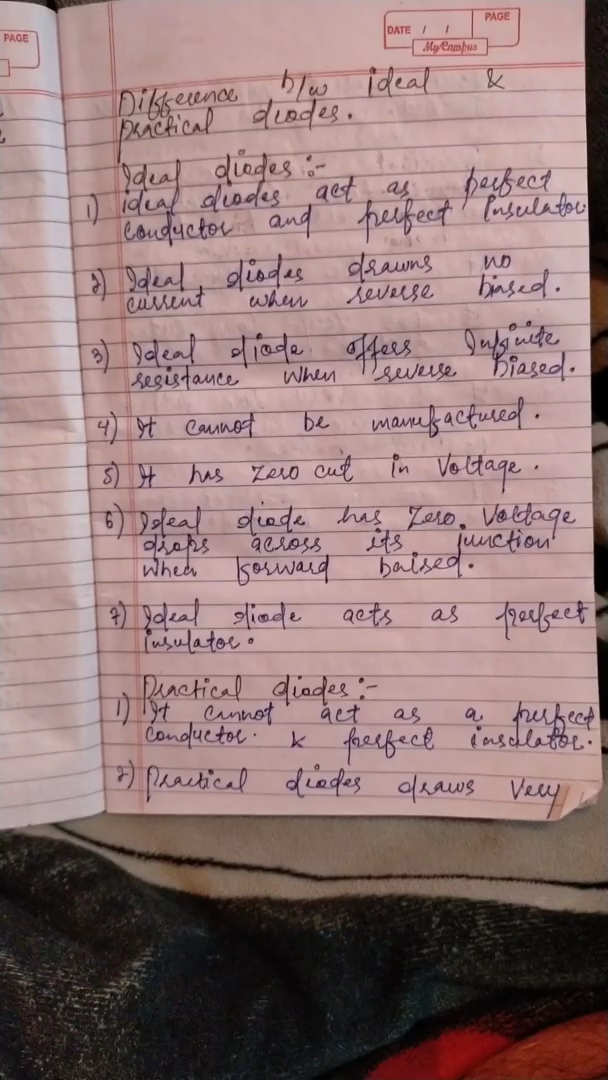 PAGE
DATE / / PAGE
MyCampus
Difference b/w ideal &
practical diodes.
Ideal diodes :-
1) ideal diodes act as perfect
conductor and perfect Insulator.
2) Ideal diodes drawns no
current when reverse biased.
3) Ideal diode offers Infinite
resistance when reverse biased.
4) It cannot be manufactured.
5) It has Zero cut in Voltage.
6) Ideal diode has Zero Voltage
drops across its junction
when forward baised.
7) Ideal diode acts as perfect
insulator.
Practical diodes :-
1) It cannot act as a perfect
conductor. & perfect insulator.
2) Practical diodes draws Very